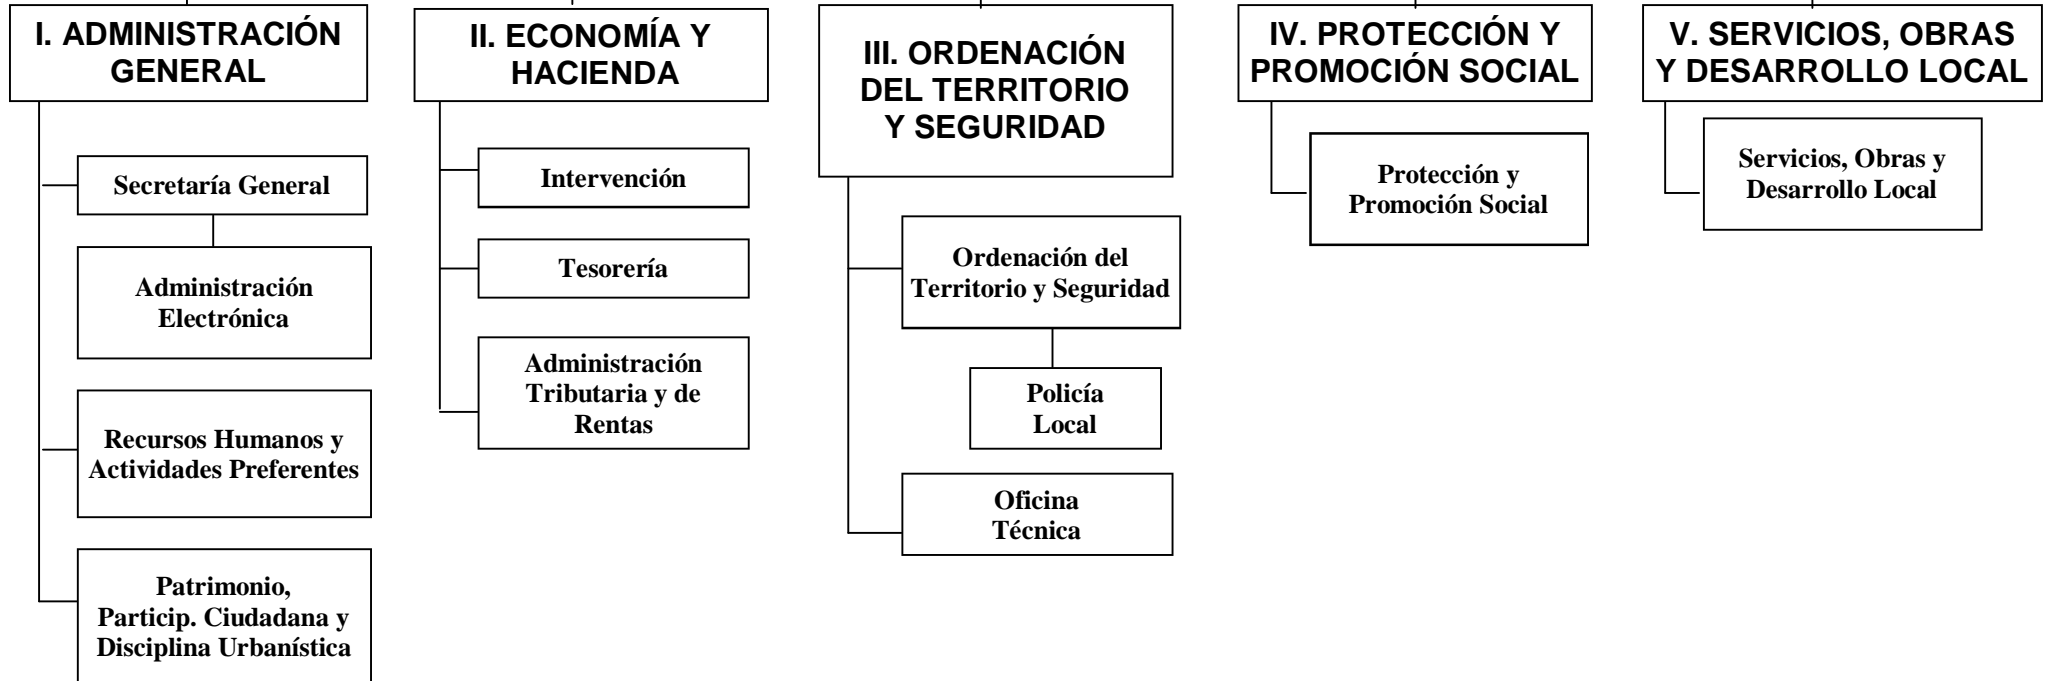 I. ADMINISTRACIÓN
GENERAL
Secretaría General
Administración
Electrónica
Recursos Humanos y
Actividades Preferentes
Patrimonio,
Particip. Ciudadana y
Disciplina Urbanística
II. ECONOMÍA Y
HACIENDA
Intervención
Tesorería
Administración
Tributaria y de
Rentas
III. ORDENACIÓN
DEL TERRITORIO
Y SEGURIDAD
Ordenación del
Territorio y Seguridad
Policía
Local
Oficina
Técnica
IV. PROTECCIÓN Y
PROMOCIÓN SOCIAL
Protección y
Promoción Social
V. SERVICIOS, OBRAS
Y DESARROLLO LOCAL
Servicios, Obras y
Desarrollo Local